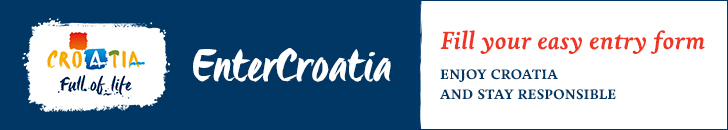 CROATIA
Full of life
EnterCroatia
Fill your easy entry form
ENJOY CROATIA
AND STAY RESPONSIBLE